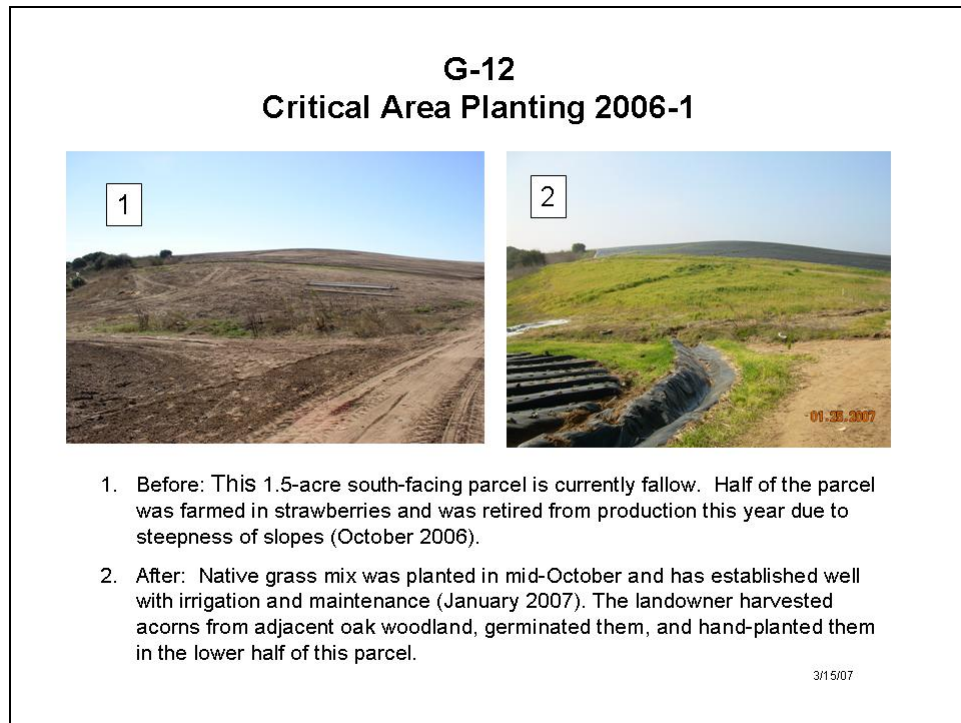 G-12
Critical Area Planting 2006-1
1
2
01.25.2007
1. Before: This 1.5-acre south-facing parcel is currently fallow. Half of the parcel
was farmed in strawberries and was retired from production this year due to
steepness of slopes (October 2006).
2. After: Native grass mix was planted in mid-October and has established well
with irrigation and maintenance (January 2007). The landowner harvested
acorns from adjacent oak woodland, germinated them, and hand-planted them
in the lower half of this parcel.
3/15/07